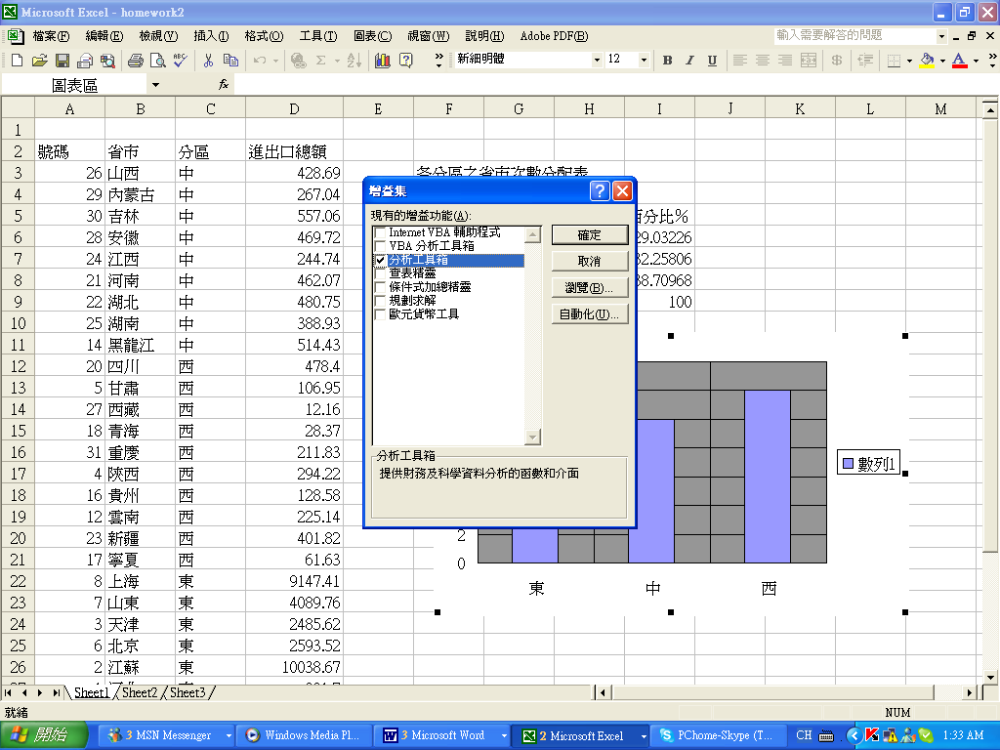 Microsoft Excel - homework2
檔案(F) 編輯(E) 檢視(V) 插入(I) 格式(O) 工具(T) 圖表(C) 視窗(W) 說明(H) Adobe PDF(B) 輸入需要解答的問題
新細明體 12 B I U $ A
圖表區 fx
A B C D E F G H I J K L M
1
2 號碼 省市 分區 進出口總額
3 26 山西 中 428.69 各分區之省市次數分配表
4 29 內蒙古 中 267.04
5 30 吉林 中 557.06 百分比%
6 28 安徽 中 469.72 29.03226
7 24 江西 中 244.74 32.25806
8 21 河南 中 462.07 38.70968
9 22 湖北 中 480.75 100
10 25 湖南 中 388.93
11 14 黑龍江 中 514.43
12 20 四川 西 478.4
13 5 甘肅 西 106.95
14 27 西藏 西 12.16
15 18 青海 西 28.37
16 31 重慶 西 211.83
17 4 陝西 西 294.22
18 16 貴州 西 128.58
19 12 雲南 西 225.14
20 23 新疆 西 401.82
21 17 寧夏 西 61.63
22 8 上海 東 9147.41
23 7 山東 東 4089.76
24 3 天津 東 2485.62
25 6 北京 東 2593.52
26 2 江蘇 東 10038.67
增益集
現有的增益功能(A):
Internet VBA 輔助程式
VBA 分析工具箱
分析工具箱
查表精靈
條件式加總精靈
規劃求解
歐元貨幣工具
確定
取消
瀏覽(B)...
自動化(U)...
分析工具箱
提供財務及科學資料分析的函數和介面
2
0
東 中 西
數列1
Sheet1 Sheet2 Sheet3
就緒 NUM
開始 3 MSN Messenger Windows Media Pl... 3 Microsoft Word 2 Microsoft Excel PChome-Skype (T... CH 1:33 AM